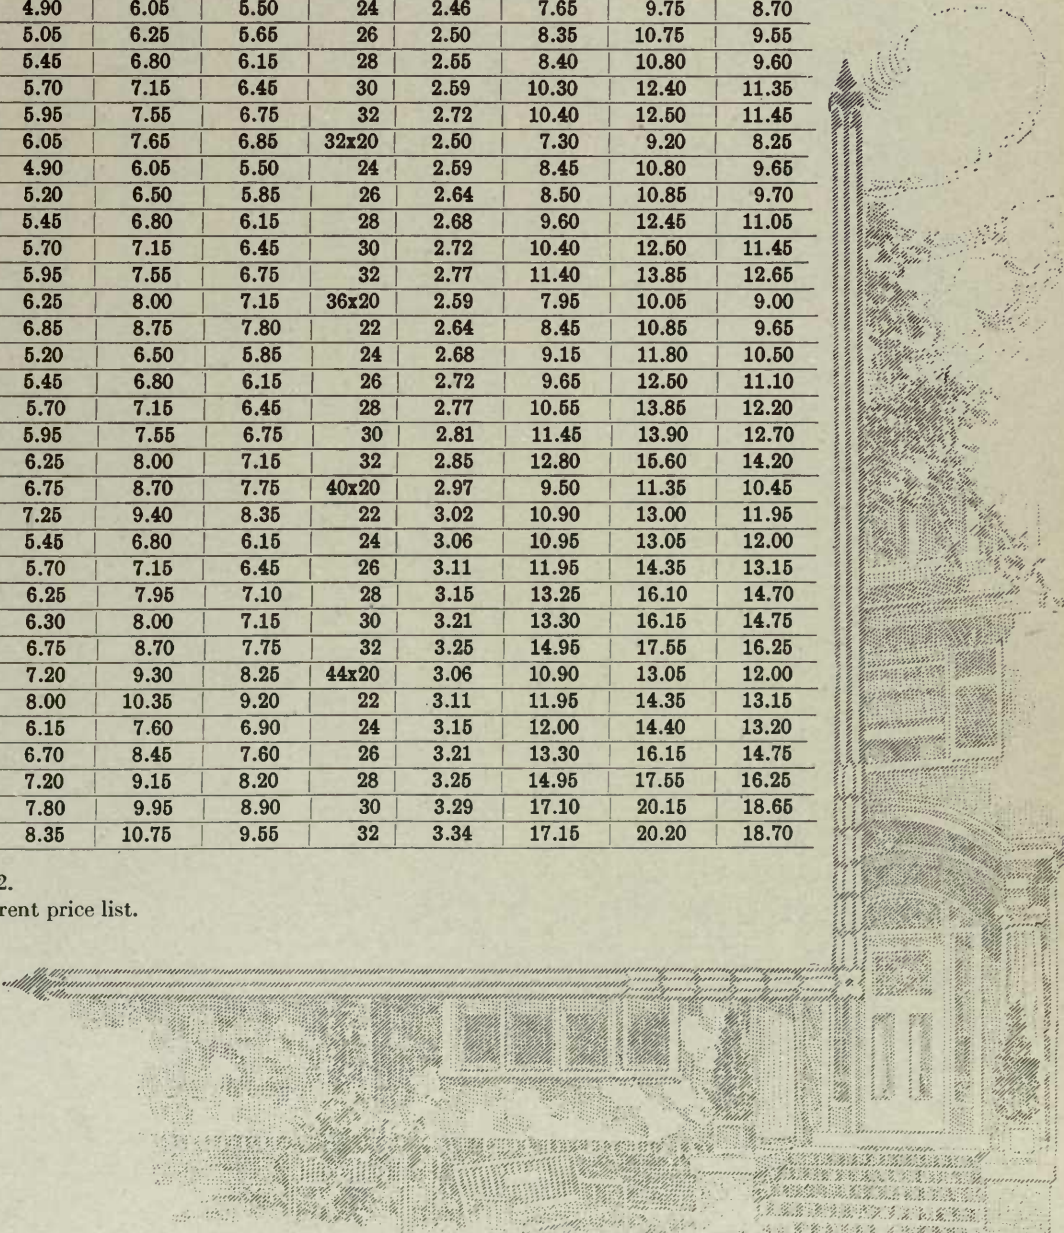 4.90 | 6.05 | 5.50 | 24 | 2.46 | 7.65 | 9.75 | 8.70
5.05 | 6.25 | 5.65 | 26 | 2.50 | 8.35 | 10.75 | 9.55
5.45 | 6.80 | 6.15 | 28 | 2.55 | 8.40 | 10.80 | 9.60
5.70 | 7.15 | 6.45 | 30 | 2.59 | 10.30 | 12.40 | 11.35
5.95 | 7.55 | 6.75 | 32 | 2.72 | 10.40 | 12.50 | 11.45
6.05 | 7.65 | 6.85 | 32x20 | 2.50 | 7.30 | 9.20 | 8.25
4.90 | 6.05 | 5.50 | 24 | 2.59 | 8.45 | 10.80 | 9.65
5.20 | 6.50 | 5.85 | 26 | 2.64 | 8.50 | 10.85 | 9.70
5.45 | 6.80 | 6.15 | 28 | 2.68 | 9.60 | 12.45 | 11.05
5.70 | 7.15 | 6.45 | 30 | 2.72 | 10.40 | 12.50 | 11.45
5.95 | 7.55 | 6.75 | 32 | 2.77 | 11.40 | 13.85 | 12.65
6.25 | 8.00 | 7.15 | 36x20 | 2.59 | 7.95 | 10.05 | 9.00
6.85 | 8.75 | 7.80 | 22 | 2.64 | 8.45 | 10.85 | 9.65
5.20 | 6.50 | 5.85 | 24 | 2.68 | 9.15 | 11.80 | 10.50
5.45 | 6.80 | 6.15 | 26 | 2.72 | 9.65 | 12.50 | 11.10
5.70 | 7.15 | 6.45 | 28 | 2.77 | 10.55 | 13.85 | 12.20
5.95 | 7.55 | 6.75 | 30 | 2.81 | 11.45 | 13.90 | 12.70
6.25 | 8.00 | 7.15 | 32 | 2.85 | 12.80 | 15.60 | 14.20
6.75 | 8.70 | 7.75 | 40x20 | 2.97 | 9.50 | 11.35 | 10.45
7.25 | 9.40 | 8.35 | 22 | 3.02 | 10.90 | 13.00 | 11.95
5.45 | 6.80 | 6.15 | 24 | 3.06 | 10.95 | 13.05 | 12.00
5.70 | 7.15 | 6.45 | 26 | 3.11 | 11.95 | 14.35 | 13.15
6.25 | 7.95 | 7.10 | 28 | 3.15 | 13.25 | 16.10 | 14.70
6.30 | 8.00 | 7.15 | 30 | 3.21 | 13.30 | 16.15 | 14.75
6.75 | 8.70 | 7.75 | 32 | 3.25 | 14.95 | 17.55 | 16.25
7.20 | 9.30 | 8.25 | 44x20 | 3.06 | 10.90 | 13.05 | 12.00
8.00 | 10.35 | 9.20 | 22 | 3.11 | 11.95 | 14.35 | 13.15
6.15 | 7.60 | 6.90 | 24 | 3.15 | 12.00 | 14.40 | 13.20
6.70 | 8.45 | 7.60 | 26 | 3.21 | 13.30 | 16.15 | 14.75
7.20 | 9.15 | 8.20 | 28 | 3.25 | 14.95 | 17.55 | 16.25
7.80 | 9.95 | 8.90 | 30 | 3.29 | 17.10 | 20.15 | 18.65
8.35 | 10.75 | 9.55 | 32 | 3.34 | 17.15 | 20.20 | 18.70
2.
rent price list.